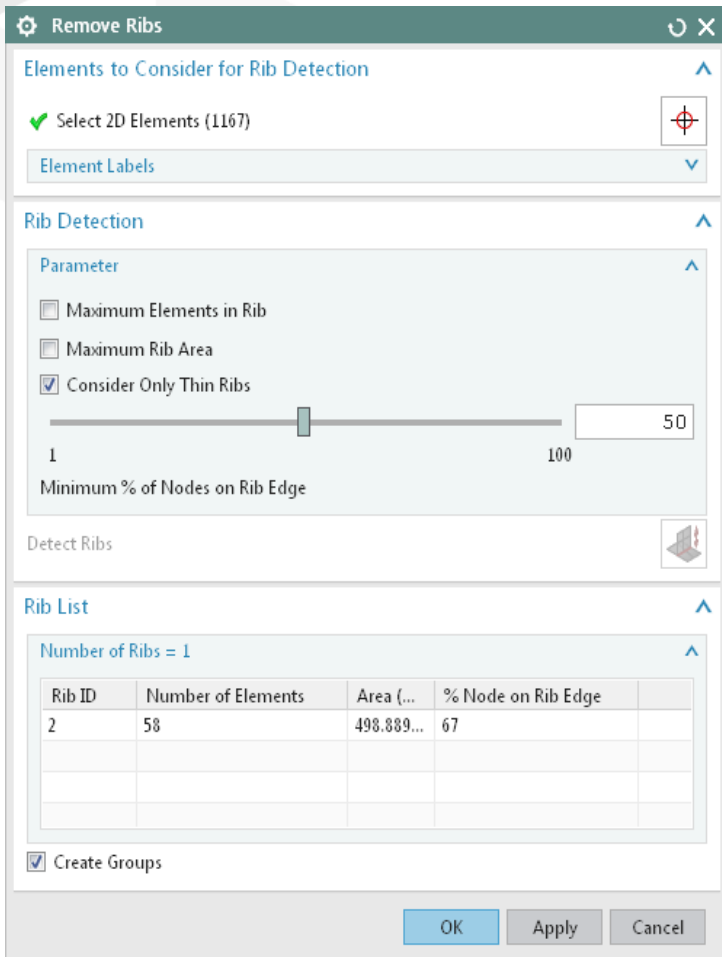 Remove Ribs
Elements to Consider for Rib Detection
Select 2D Elements (1167)
Element Labels
Rib Detection
Parameter
Maximum Elements in Rib
Maximum Rib Area
Consider Only Thin Ribs
50
1 100
Minimum % of Nodes on Rib Edge
Detect Ribs
Rib List
Number of Ribs = 1
Rib ID Number of Elements Area (... % Node on Rib Edge
2 58 498.889... 67
Create Groups
OK Apply Cancel